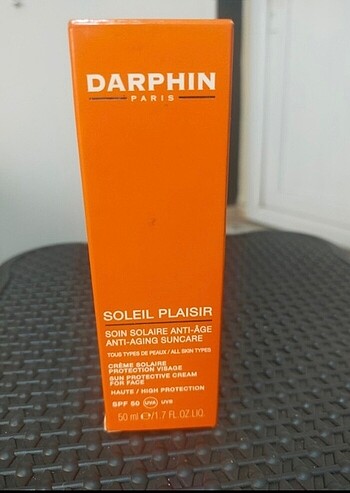 DARPHIN
PARIS
SOLEIL PLAISIR
SOIN SOLAIRE ANTI-ÂGE
ANTI-AGING SUNCARE
TOUS TYPES DE PEAUX / ALL SKIN TYPES
CRÈME SOLAIRE
PROTECTION VISAGE
SUN PROTECTIVE CREAM
FOR FACE
HAUTE / HIGH PROTECTION
SPF 50 UVA UVB
50 ml ℮/1.7 FL.OZ.LIQ.